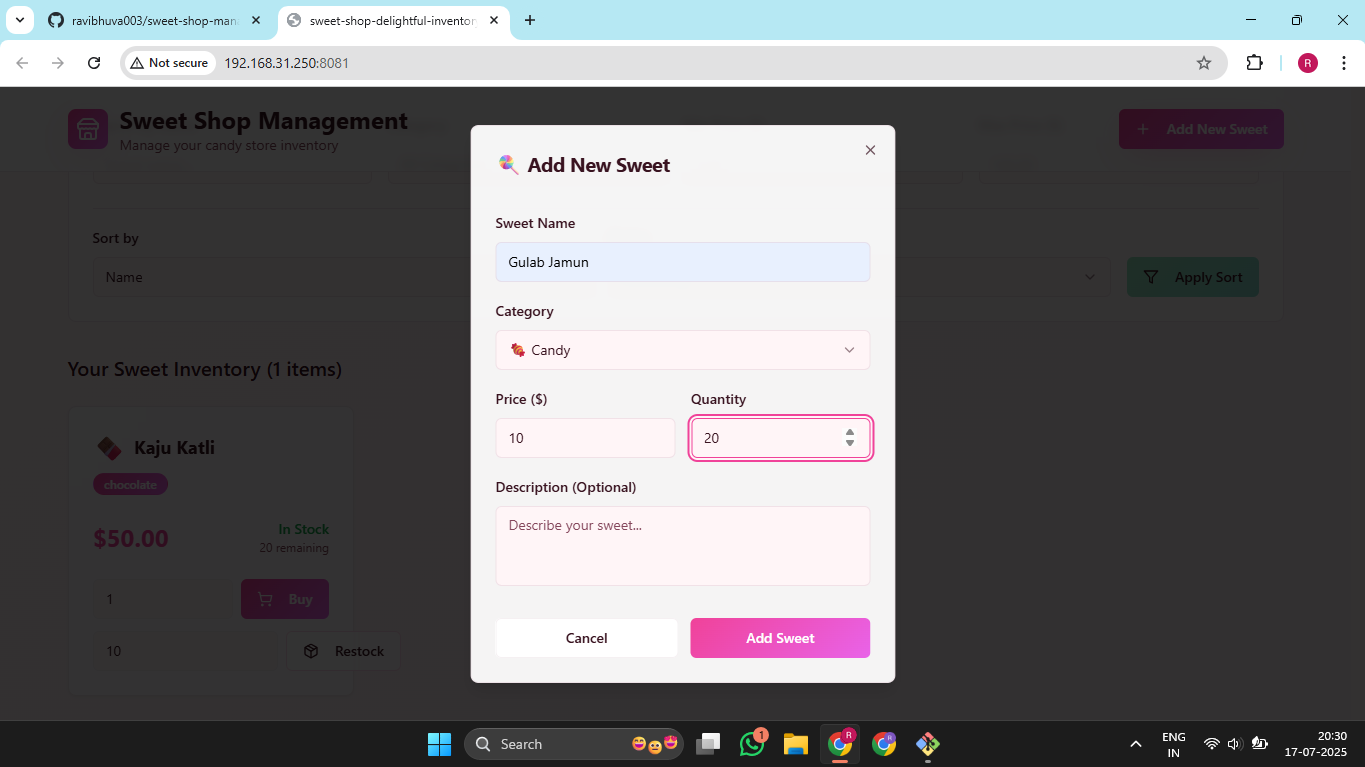 ravibhuva003/sweet-shop-man
sweet-shop-delightful-inventor
Not secure
192.168.31.250:8081
R
Sweet Shop Management
Manage your candy store inventory
Add New Sweet
Sort by
Name
Apply Sort
Your Sweet Inventory (1 items)
Kaju Katli
chocolate
$50.00
In Stock
20 remaining
1
Buy
10
Restock
Add New Sweet
Sweet Name
Gulab Jamun
Category
Candy
Price ($)
Quantity
10
20
Description (Optional)
Describe your sweet...
Cancel
Add Sweet
Search
1
R
ENG
IN
20:30
17-07-2025